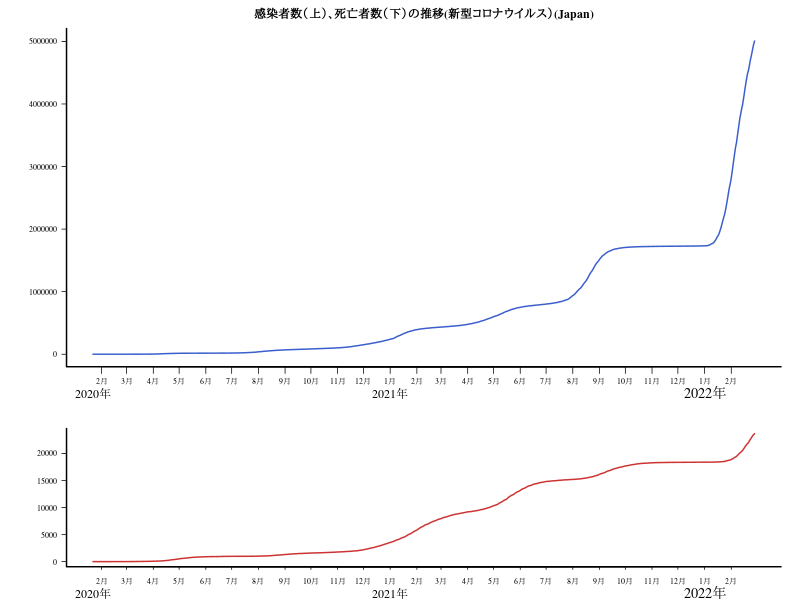 感染者数（上）、死亡者数（下）の推移(新型コロナウイルス）(Japan)
5000000
4000000
3000000
2000000
1000000
0
2月 3月 4月 5月 6月 7月 8月 9月 10月 11月 12月 1月 2月 3月 4月 5月 6月 7月 8月 9月 10月 11月 12月 1月 2月
2020年 2021年 2022年
20000
15000
10000
5000
0
2月 3月 4月 5月 6月 7月 8月 9月 10月 11月 12月 1月 2月 3月 4月 5月 6月 7月 8月 9月 10月 11月 12月 1月 2月
2020年 2021年 2022年